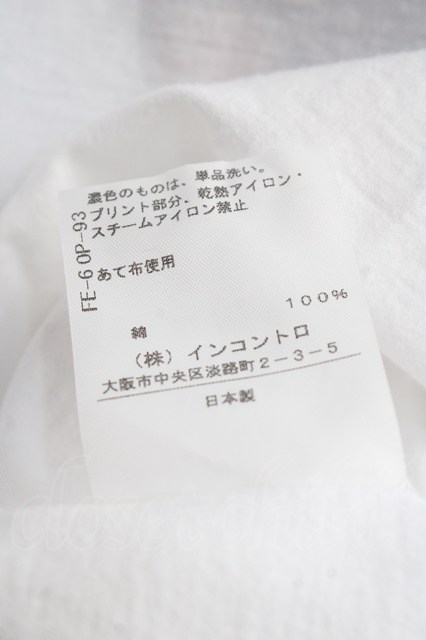 濃色のものは、単品洗い。
プリント部分、乾熱アイロン・
スチームアイロン禁止
FE-6 OP-93
あて布使用
綿 100%
(株) インコントロ
大阪市中央区淡路町2-3-5
日本製